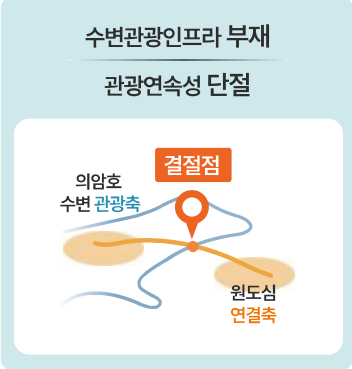 수변관광인프라 부재
관광연속성 단절
결절점
의암호
수변 관광축
원도심
연결축